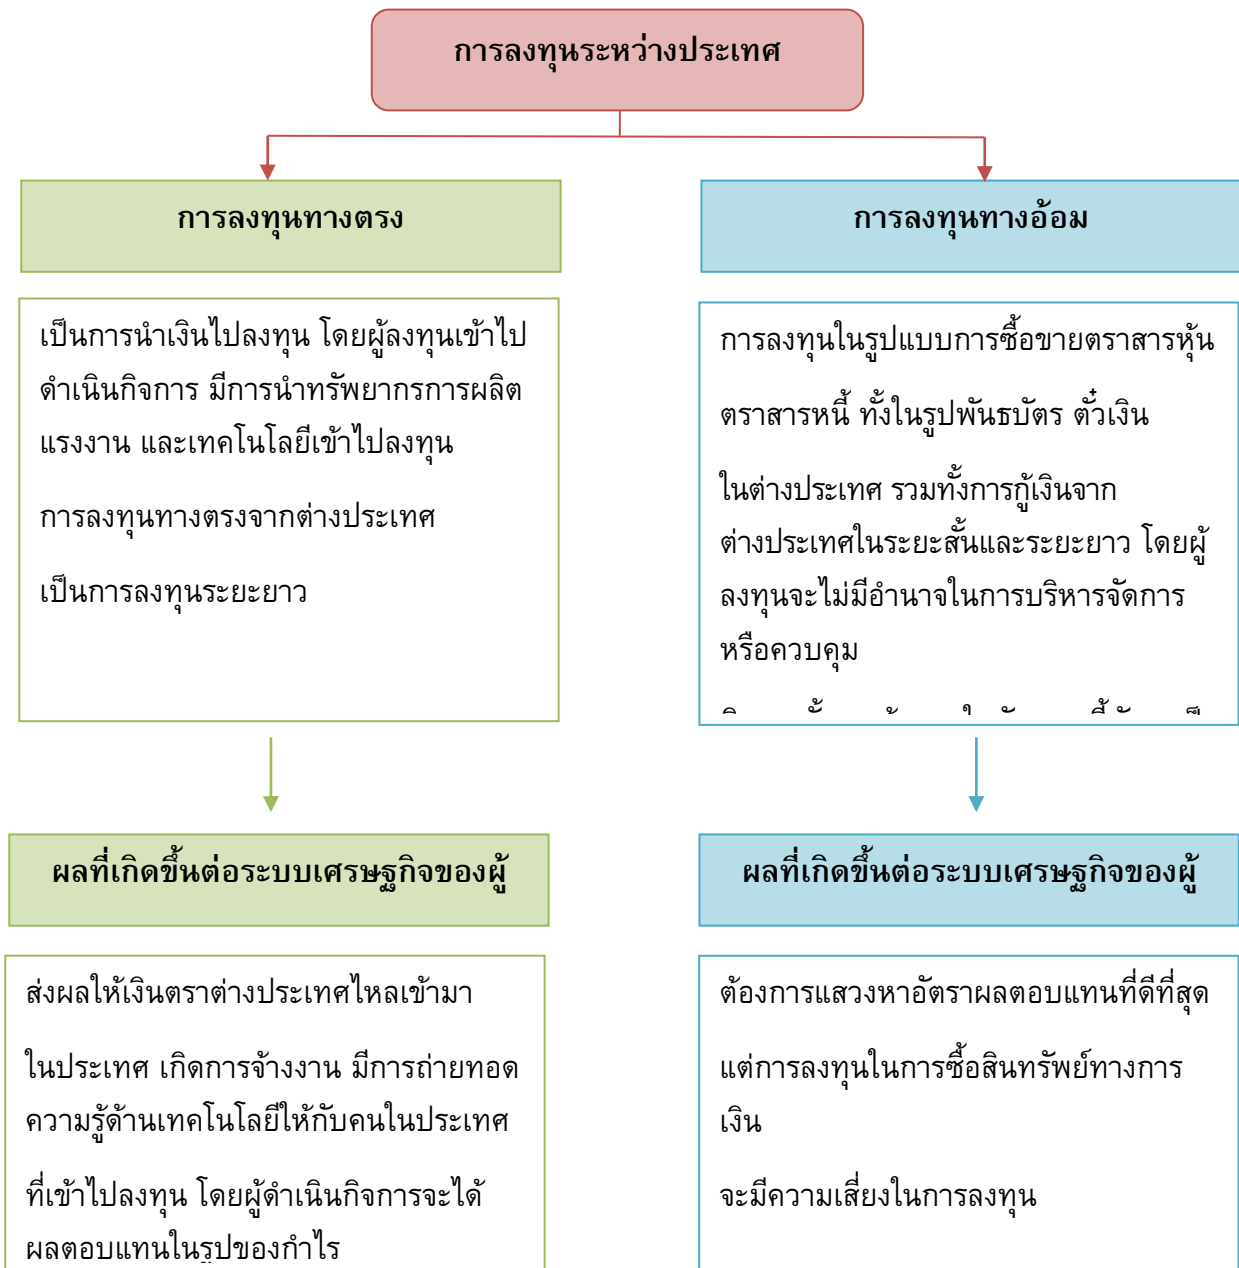 การลงทุนระหว่างประเทศ
การลงทุนทางตรง
เป็นการนำเงินไปลงทุน โดยผู้ลงทุนเข้าไป
ดำเนินกิจการ มีการนำทรัพยากรการผลิต
แรงงาน และเทคโนโลยีเข้าไปลงทุน
การลงทุนทางตรงจากต่างประเทศ
เป็นการลงทุนระยะยาว
ผลที่เกิดขึ้นต่อระบบเศรษฐกิจของผู้
ส่งผลให้เงินตราต่างประเทศไหลเข้ามา
ในประเทศ เกิดการจ้างงาน มีการถ่ายทอด
ความรู้ด้านเทคโนโลยีให้กับคนในประเทศ
ที่เข้าไปลงทุน โดยผู้ดำเนินกิจการจะได้
ผลตอบแทนในรูปของกำไร
การลงทุนทางอ้อม
การลงทุนในรูปแบบการซื้อขายตราสารหุ้น
ตราสารหนี้ ทั้งในรูปพันธบัตร ตั๋วเงิน
ในต่างประเทศ รวมทั้งการกู้เงินจาก
ต่างประเทศในระยะสั้นและระยะยาว โดยผู้
ลงทุนจะไม่มีอำนาจในการบริหารจัดการ
หรือควบคุม
ผลที่เกิดขึ้นต่อระบบเศรษฐกิจของผู้
ต้องการแสวงหาอัตราผลตอบแทนที่ดีที่สุด
แต่การลงทุนในการซื้อสินทรัพย์ทางการ
เงิน
จะมีความเสี่ยงในการลงทุน